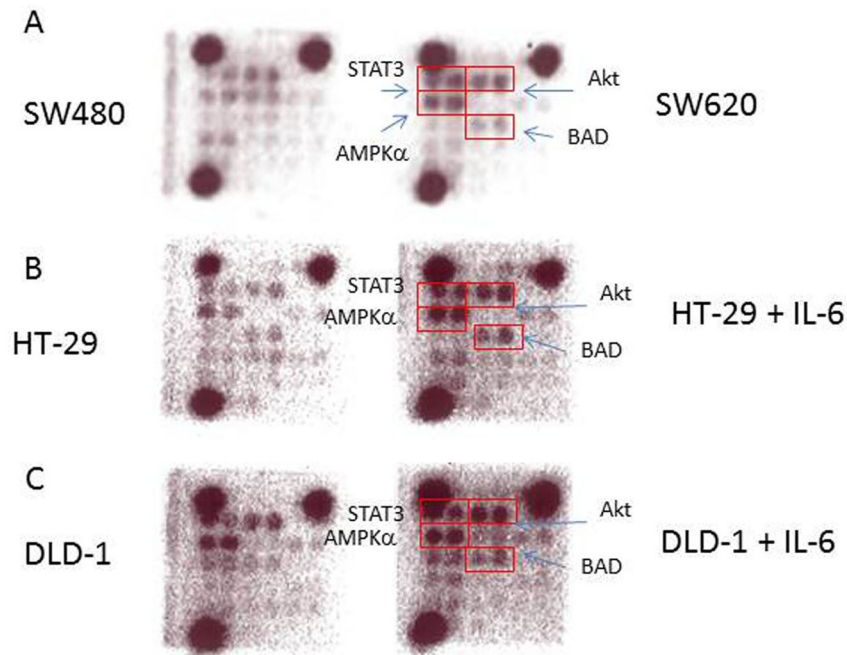 A
STAT3
Akt
SW480
SW620
AMPKα
BAD
B
STAT3
Akt
AMPKα
HT-29
HT-29 + IL-6
BAD
C
STAT3
Akt
AMPKα
DLD-1
DLD-1 + IL-6
BAD